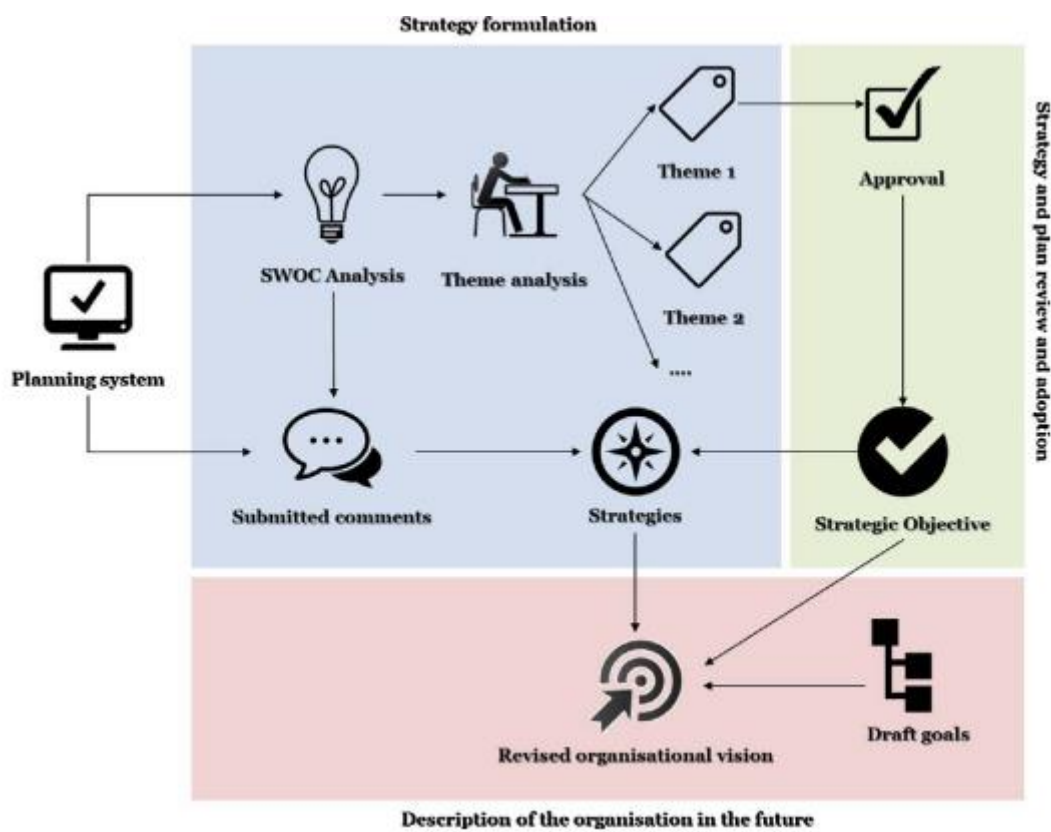 Strategy formulation
Theme 1
Approval
SWOC Analysis
Theme analysis
Theme 2
....
Planning system
Submitted comments
Strategies
Strategic Objective
Strategy and plan review and adoption
Revised organisational vision
Draft goals
Description of the organisation in the future